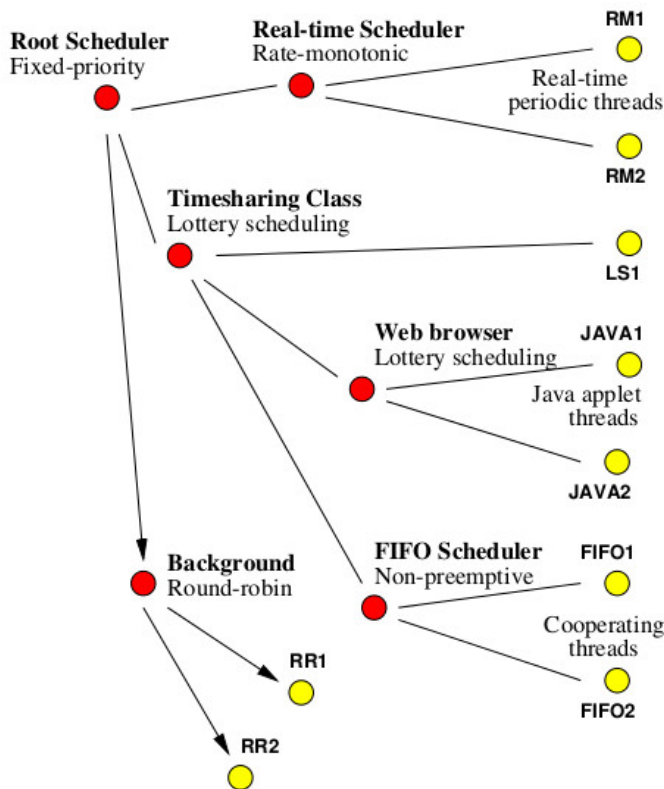 Root Scheduler
Fixed-priority
Real-time Scheduler
Rate-monotonic
RM1
Real-time
periodic threads
RM2
Timesharing Class
Lottery scheduling
LS1
Web browser
Lottery scheduling
JAVA1
Java applet
threads
JAVA2
Background
Round-robin
FIFO Scheduler
Non-preemptive
FIFO1
Cooperating
threads
FIFO2
RR1
RR2